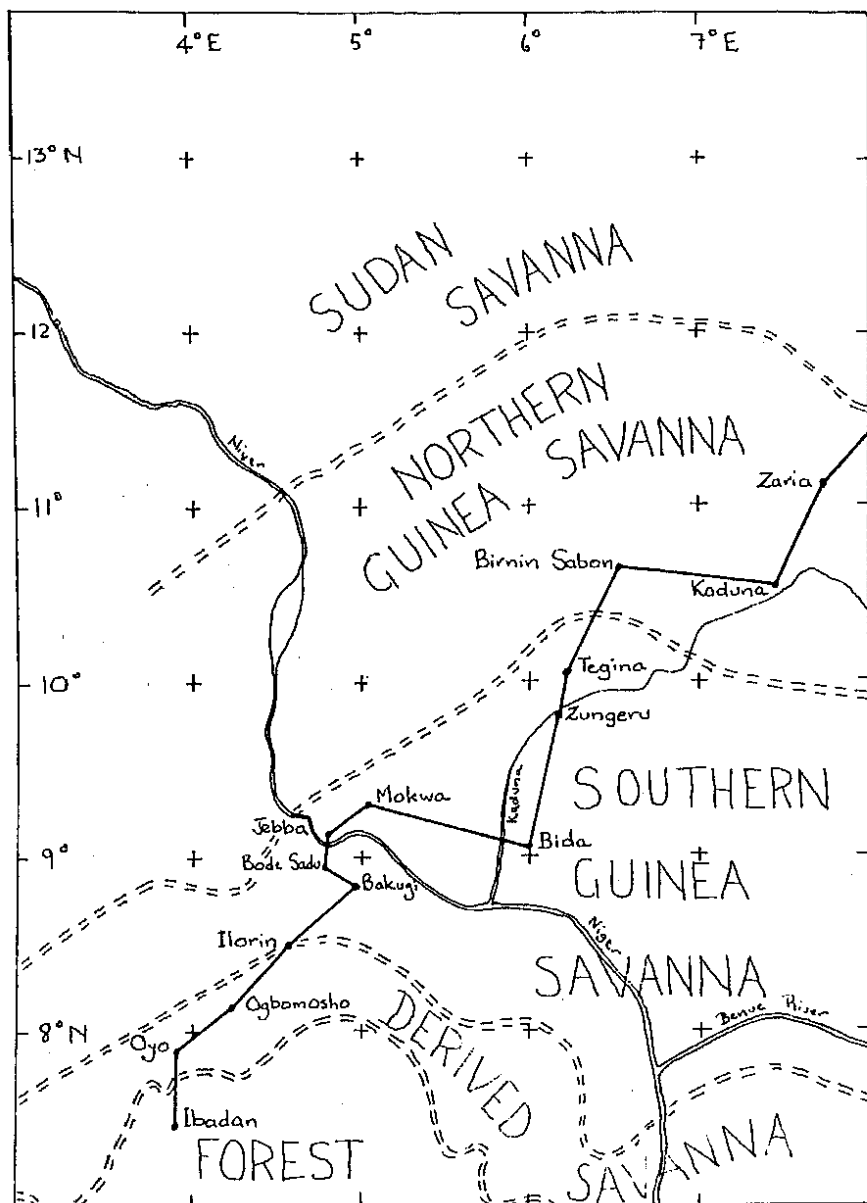 4° E 5° 6° 7° E
13° N
SUDAN
SAVANNA
12°
NORTHERN
GUINEA SAVANNA
Niger
11°
Zaria
Birnin Sabon
Kaduna
Tegina
10°
Zungeru
Kaduna
SOUTHERN
Mokwa
Jebba
Bida
9°
Bode Sadu
GUINEA
Bakugi
Niger
Ilorin
SAVANNA
Ogbomosho
Benue River
8° N
DERIVED
Oyo
Ibadan
FOREST
SAVANNA